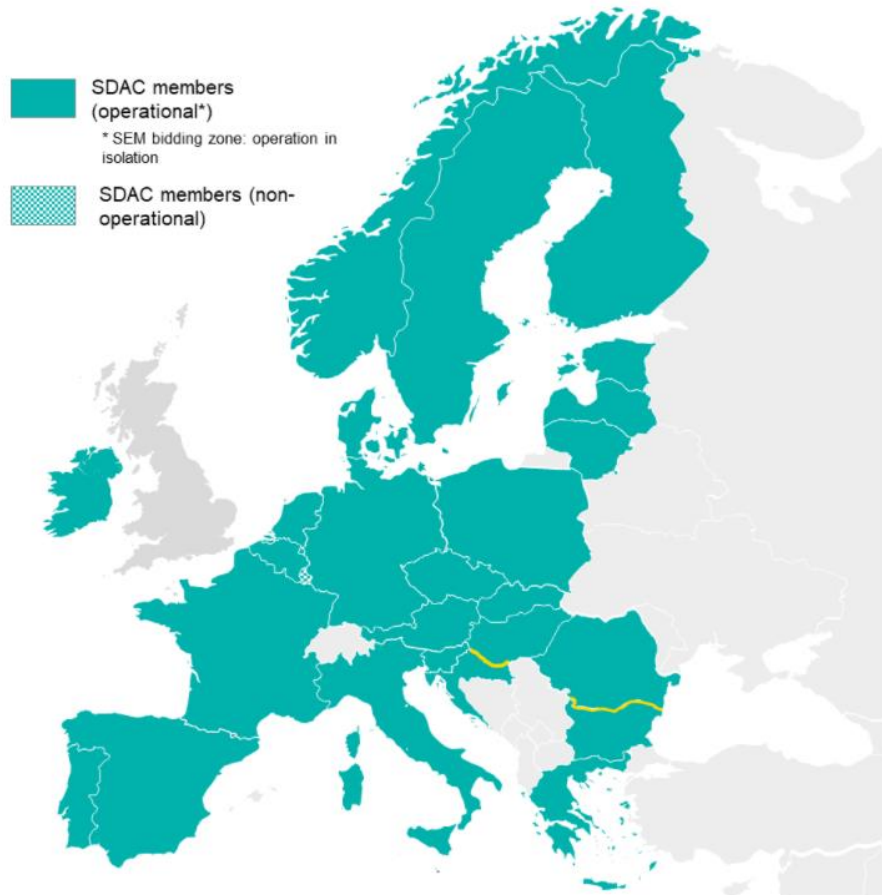 SDAC members
(operational*)
* SEM bidding zone: operation in
isolation
SDAC members (non-
operational)